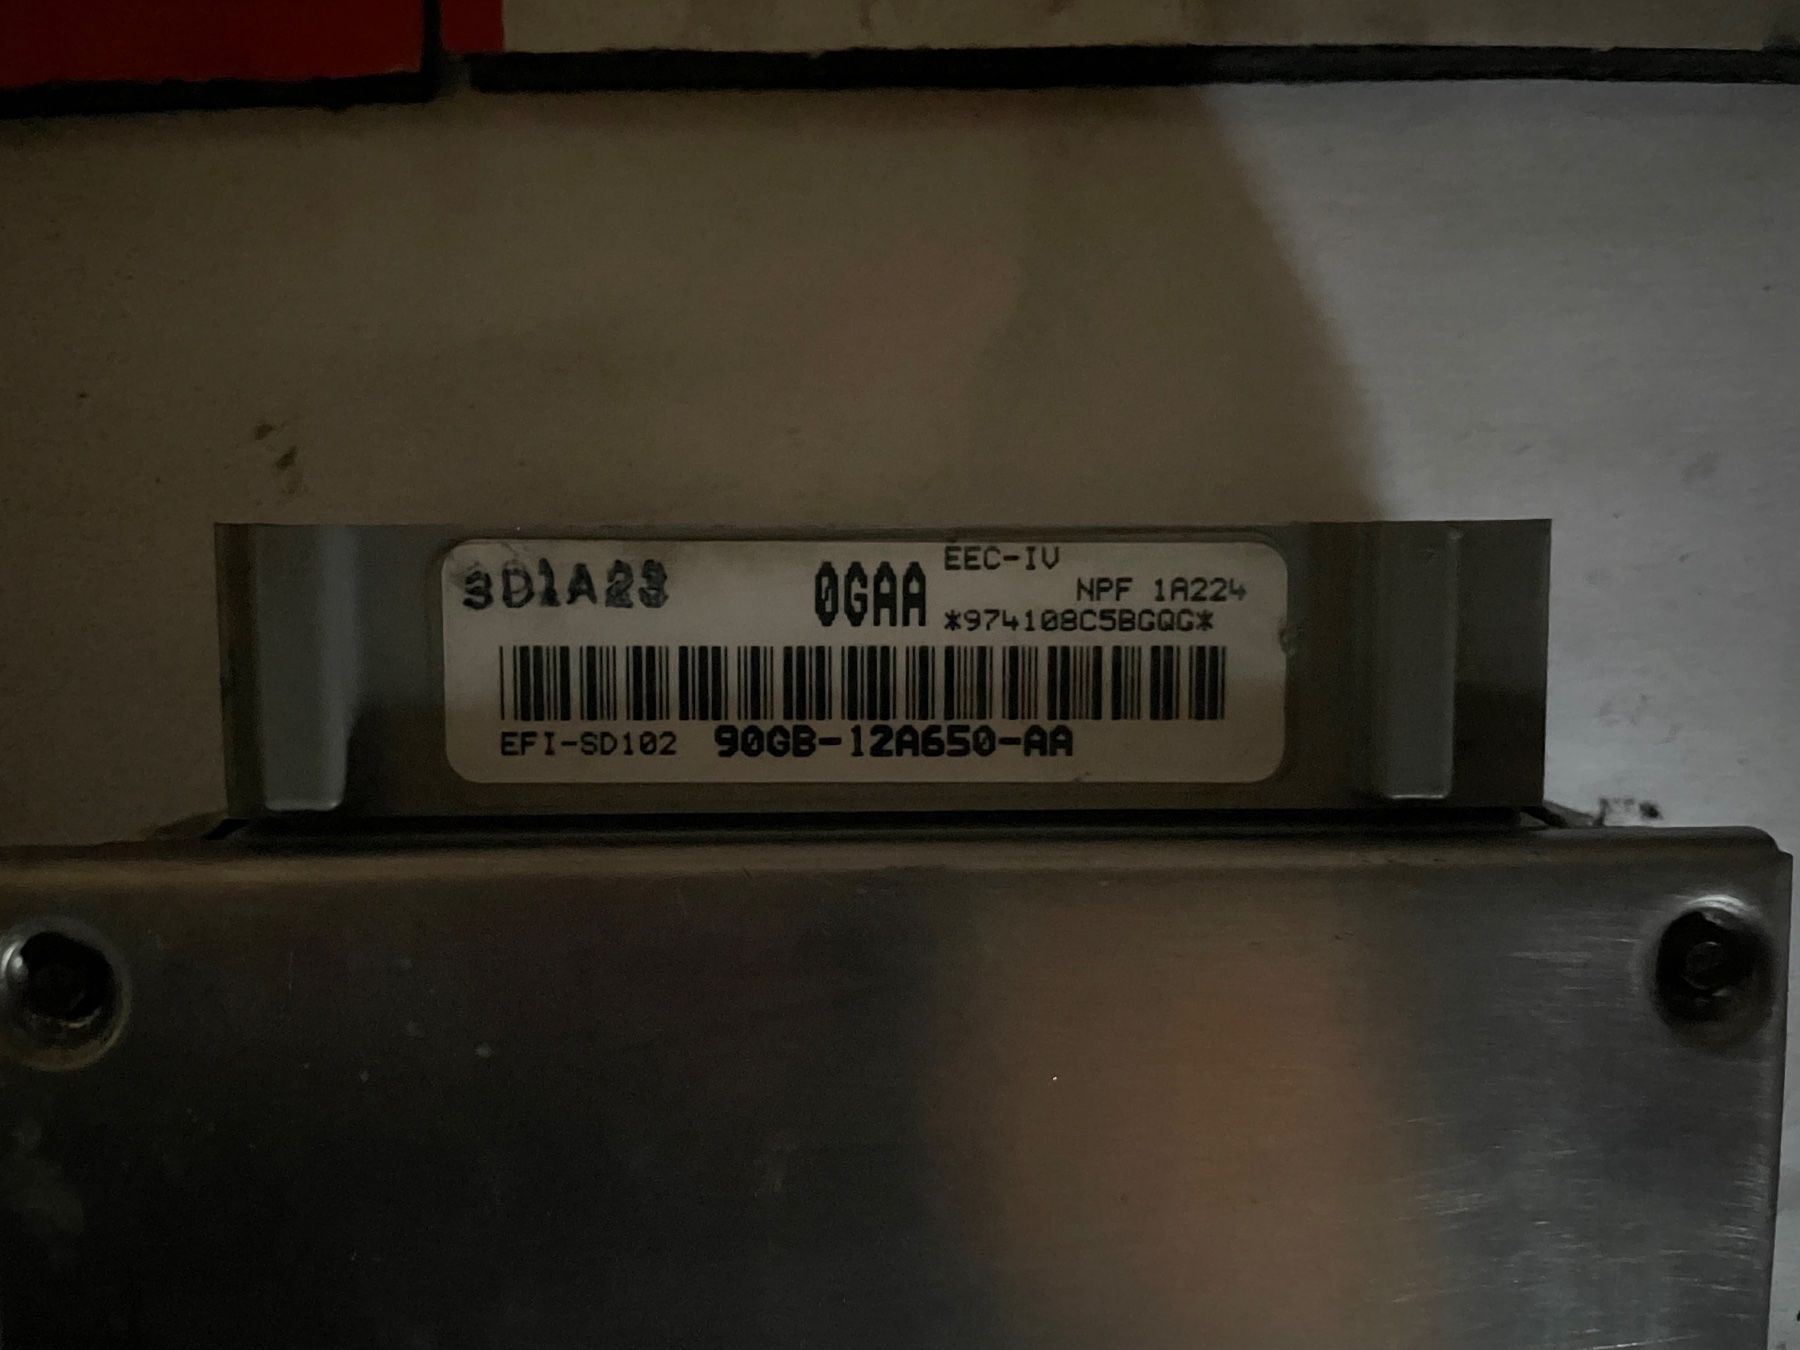 3D1A23
0GAA
EEC-IV
NPF 1A224
*974108C5BGQG*
EFI-SD102 90GB-12A650-AA